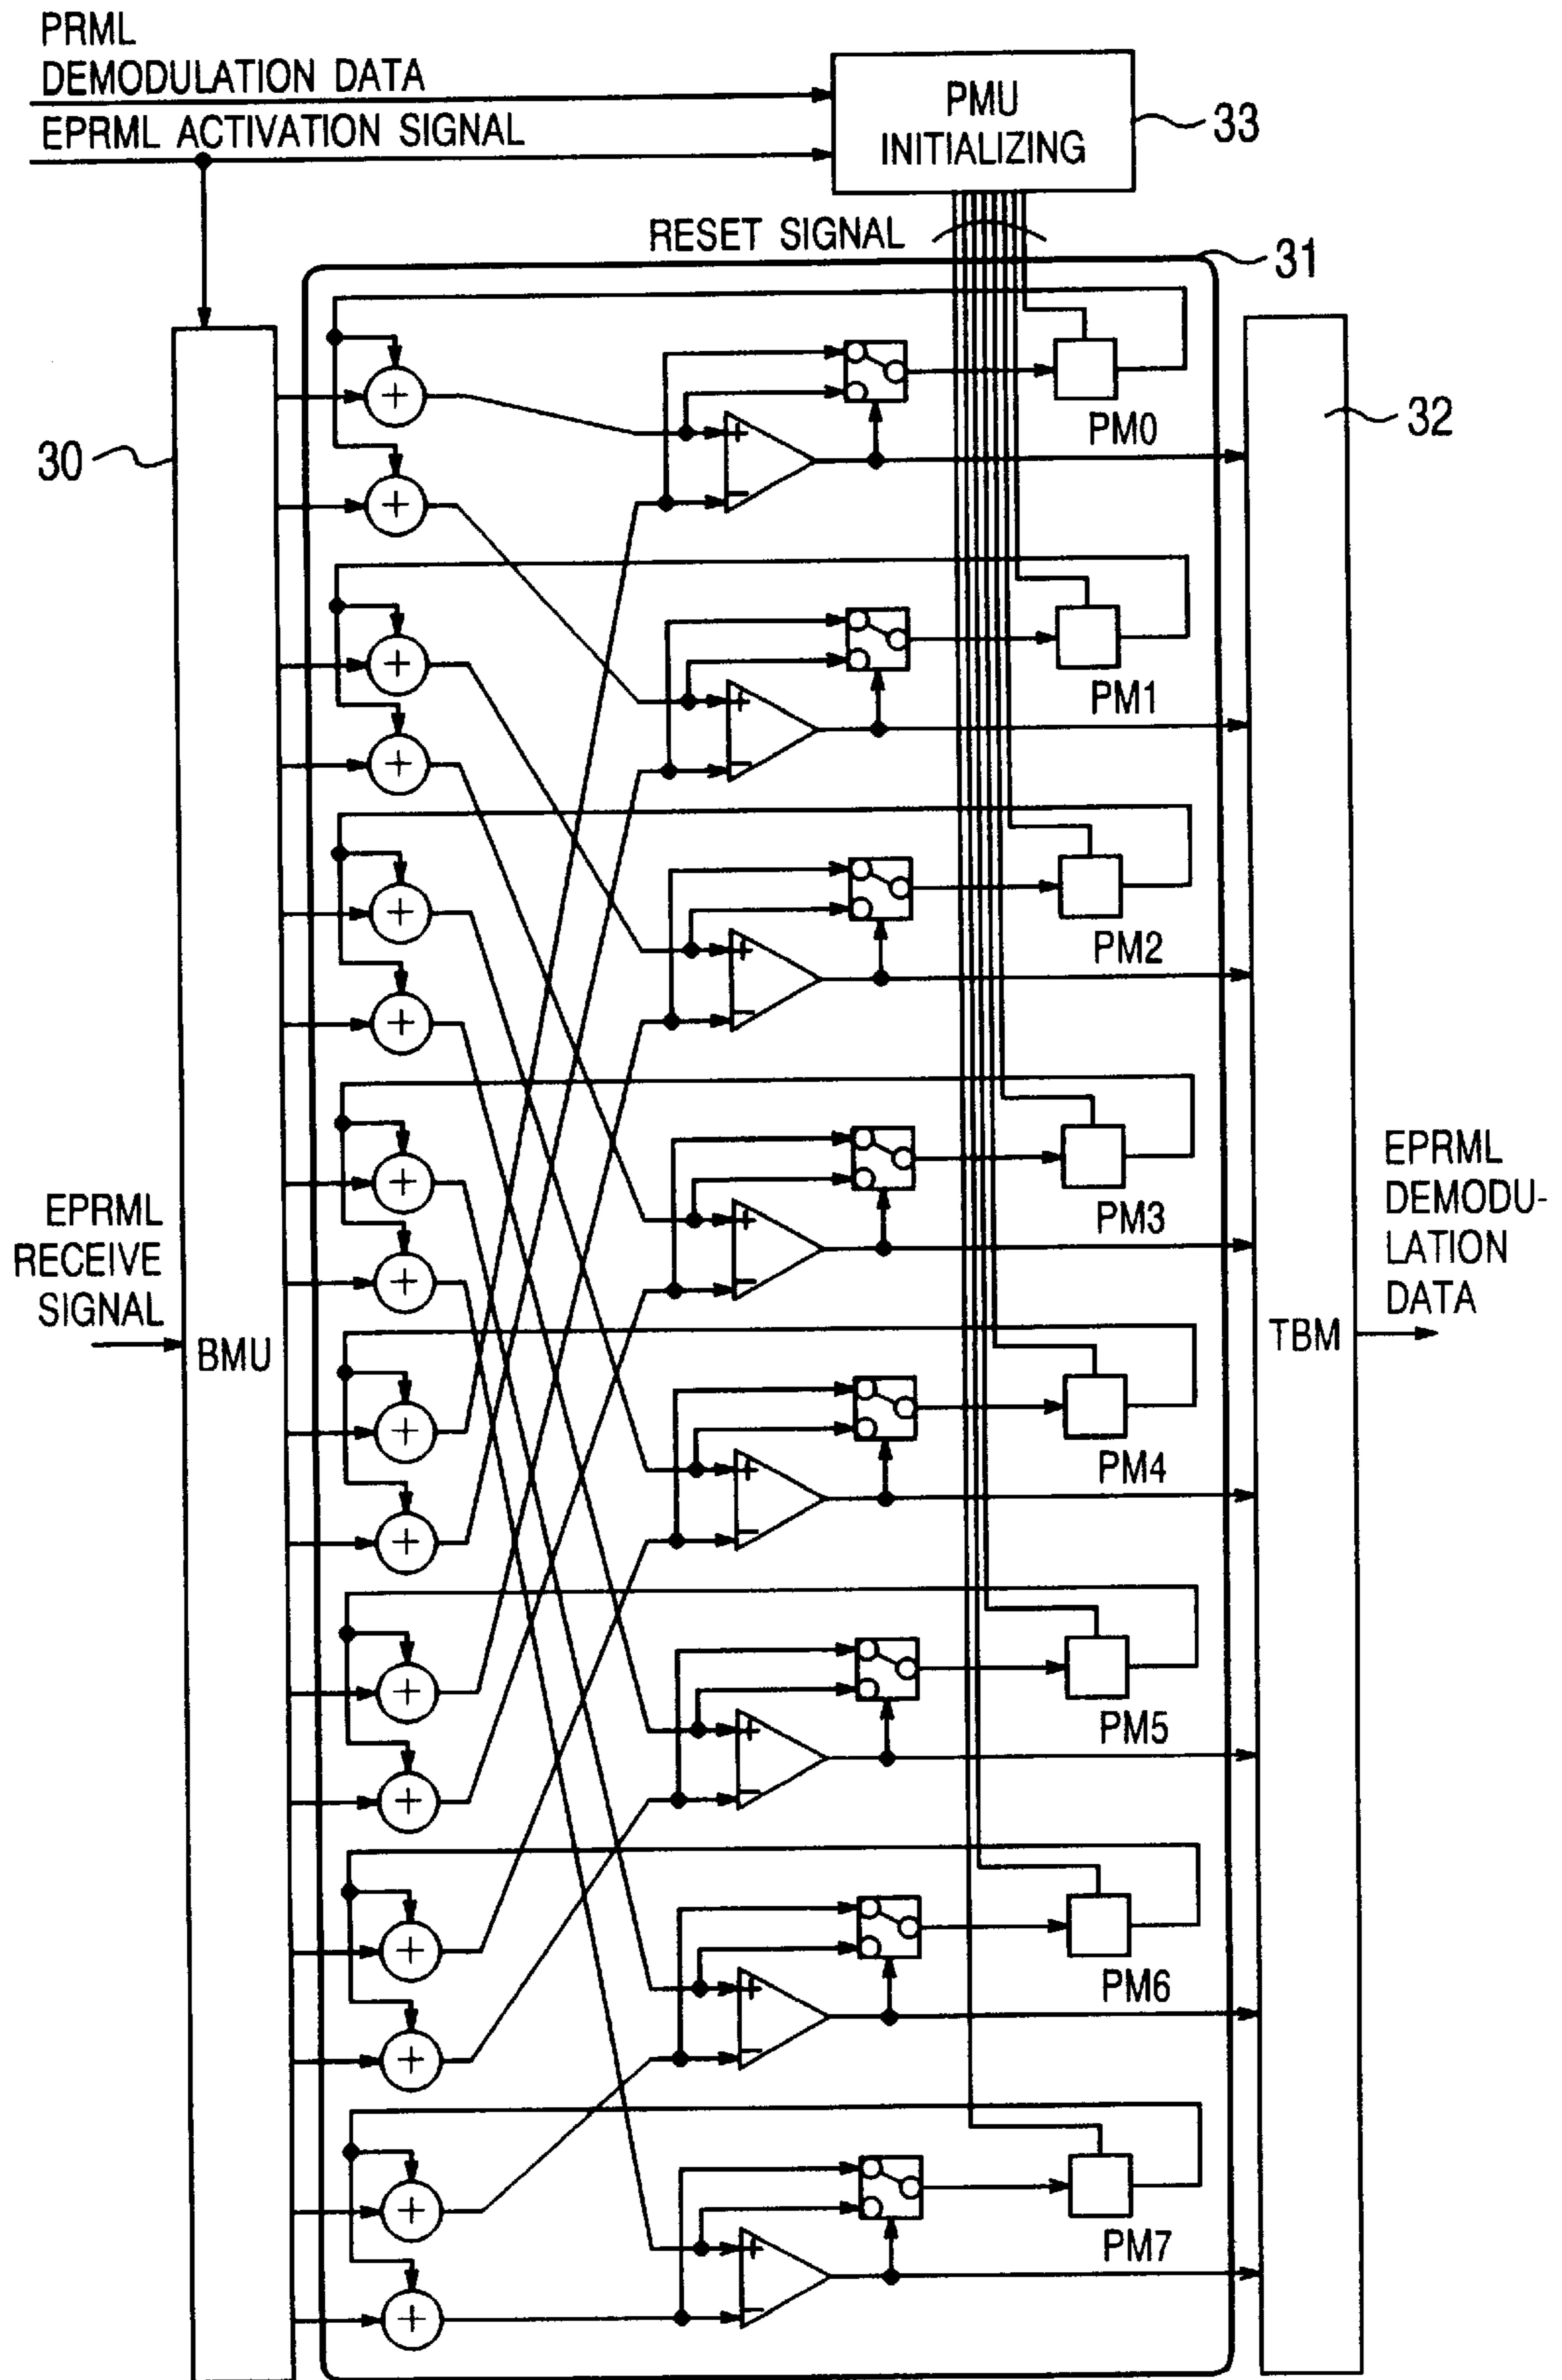 PRML
DEMODULATION DATA
EPRML ACTIVATION SIGNAL
PMU
INITIALIZING
33
RESET SIGNAL
31
30
32
+
+
+
-
PM0
+
+
+
-
PM1
+
+
+
-
PM2
+
+
+
-
PM3
EPRML
RECEIVE
SIGNAL
BMU
TBM
EPRML
DEMODU-
LATION
DATA
+
+
+
-
PM4
+
+
+
-
PM5
+
+
+
-
PM6
+
+
+
-
PM7